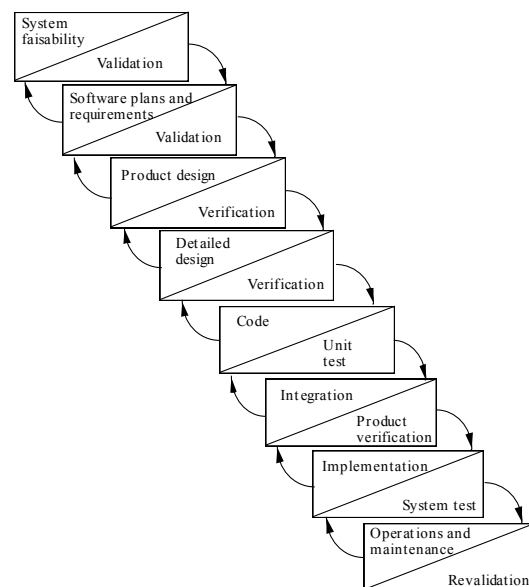 System
faisability
Validation
Software plans and
requirements
Validation
Product design
Verification
Detailed
design
Verification
Code
Unit
test
Integration
Product
verification
Implementation
System test
Operations and
maintenance
Revalidation